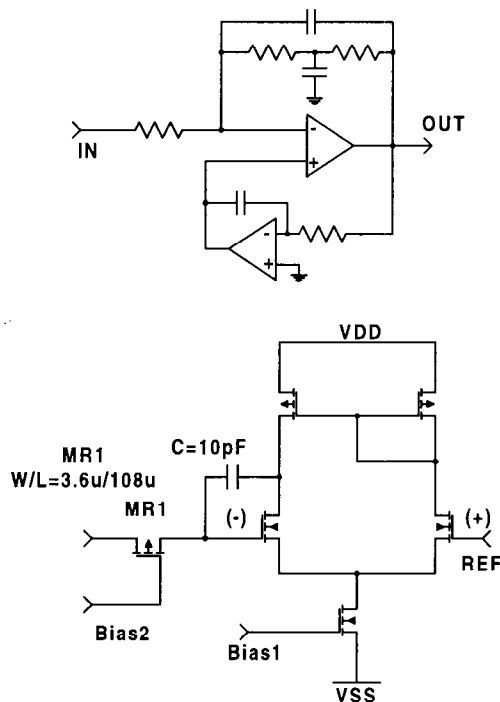 -
+
IN
OUT
-
+
VDD
MR1
W/L=3.6u/108u
C=10pF
MR1
(-)
(+)
REF
Bias2
Bias1
VSS